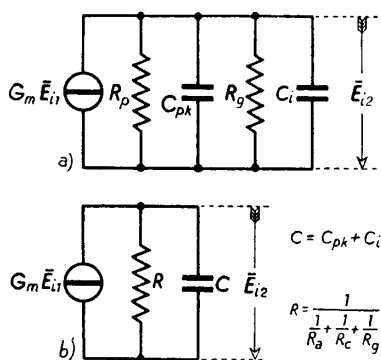 G_m Ē_i1 R_p C_pk R_g C_i Ē_i2
a)
G_m Ē_i1 R C Ē_i2
b)
C = C_pk + C_i
R = 1 / (1/R_a + 1/R_c + 1/R_g)